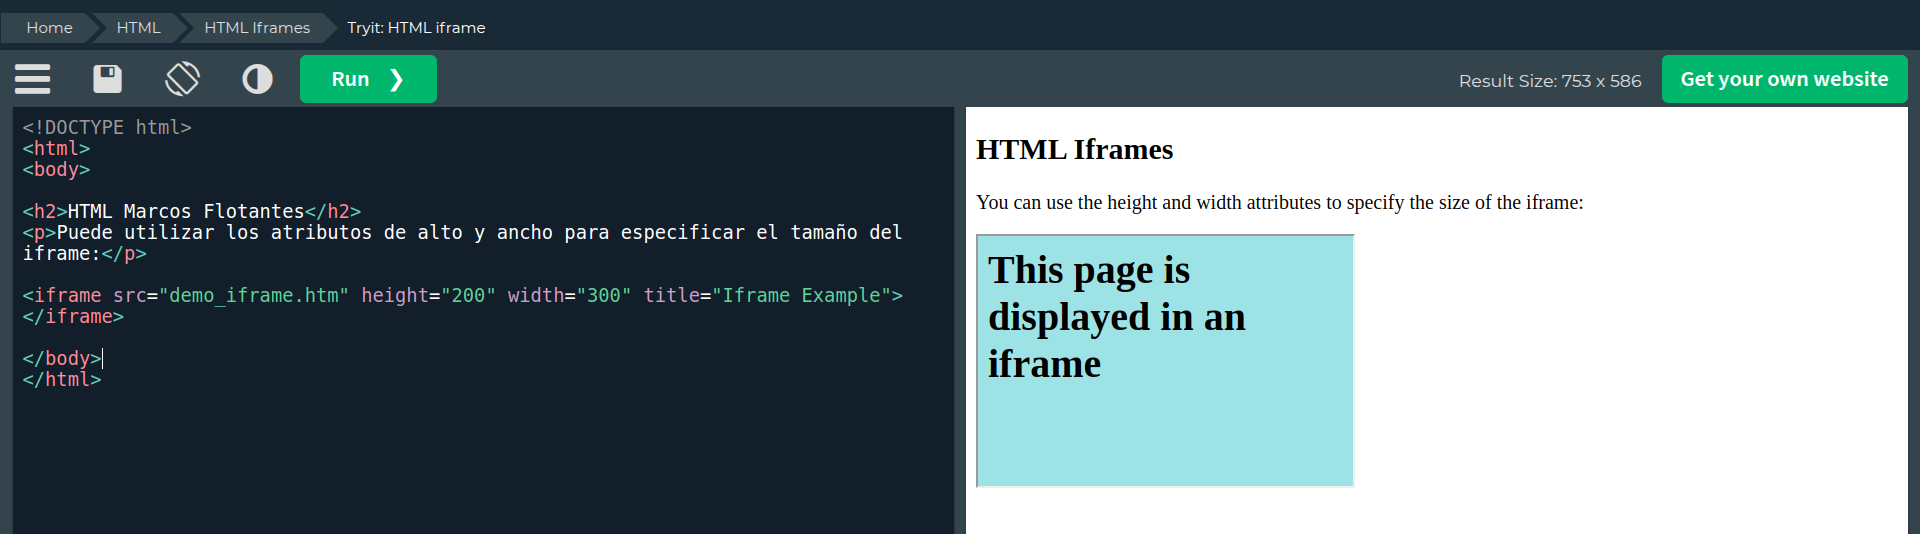 Home HTML HTML Iframes Tryit: HTML iframe
Run ❯ Result Size: 753 x 586 Get your own website
<!DOCTYPE html>
<html>
<body>
<h2>HTML Marcos Flotantes</h2>
<p>Puede utilizar los atributos de alto y ancho para especificar el tamaño del
iframe:</p>
<iframe src="demo_iframe.htm" height="200" width="300" title="Iframe Example">
</iframe>
</body>
</html>
HTML Iframes
You can use the height and width attributes to specify the size of the iframe:
This page is
displayed in an
iframe